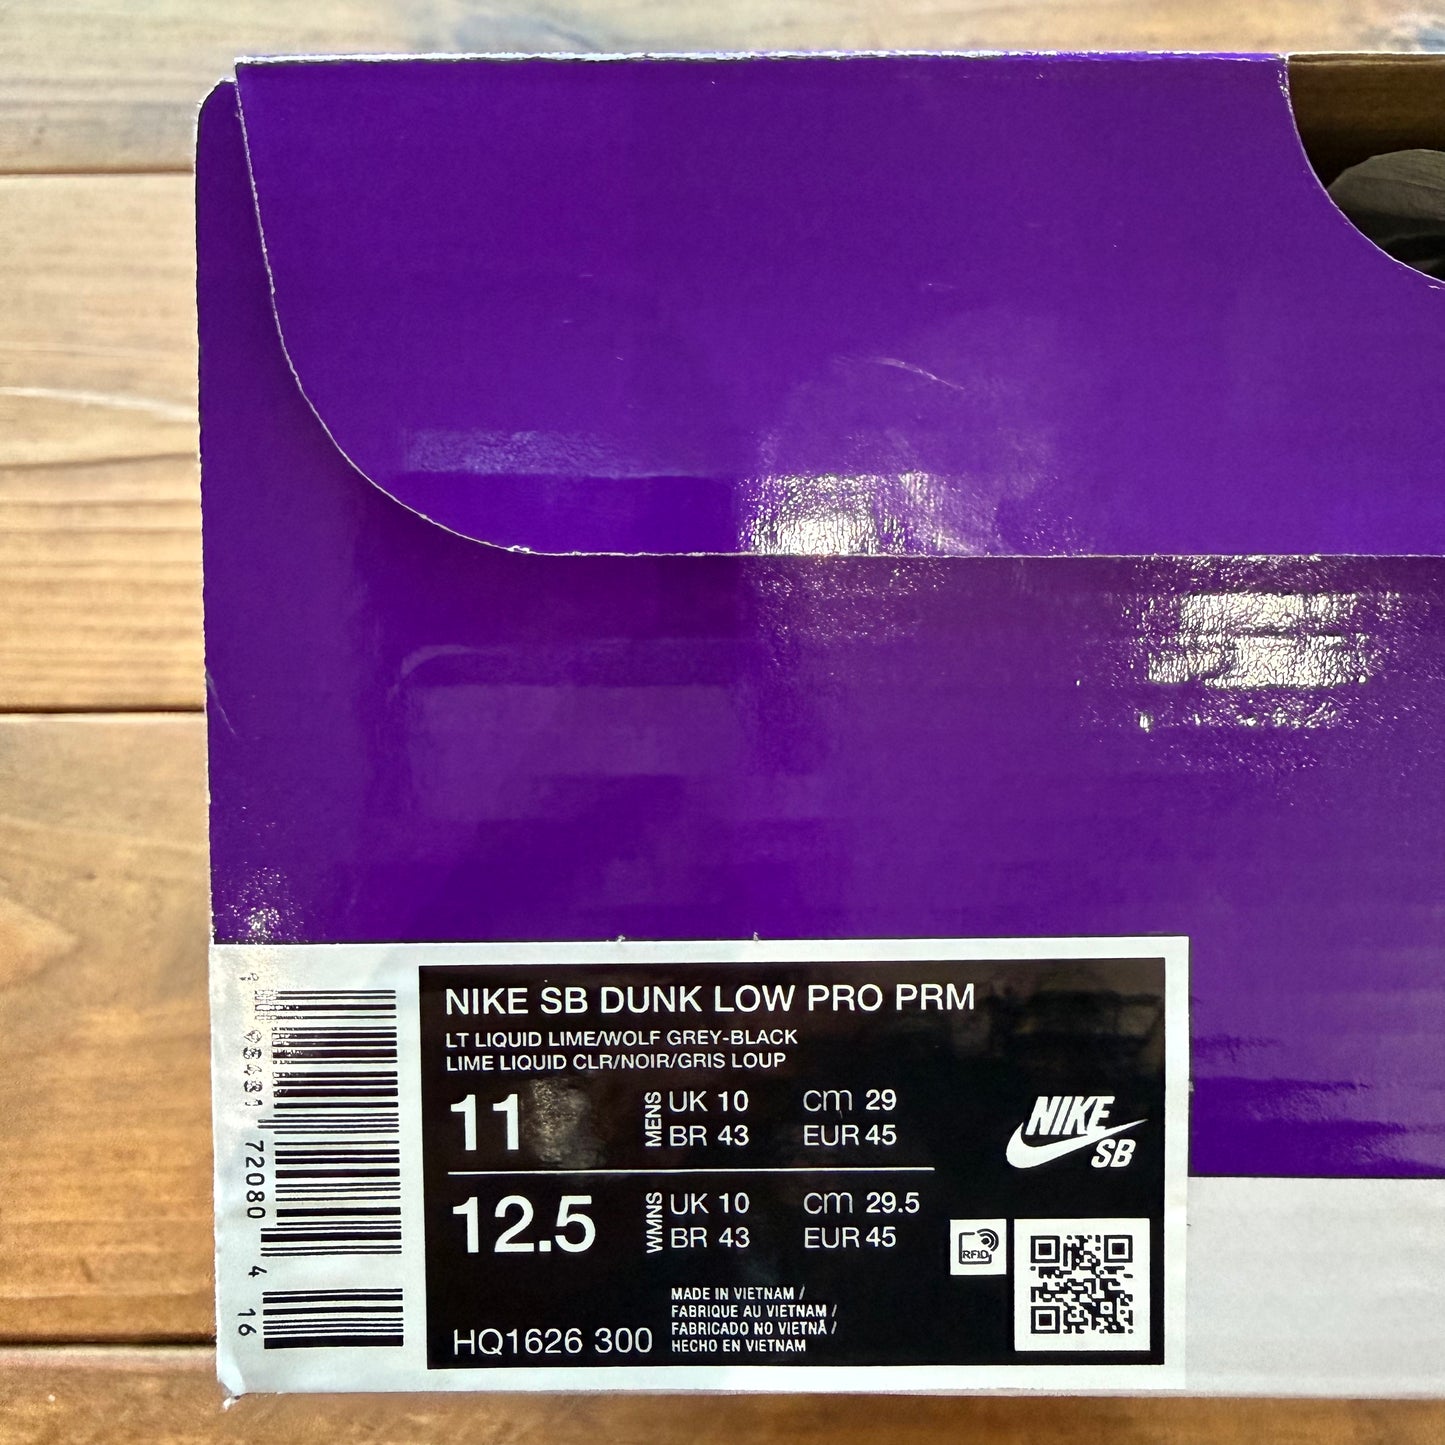 NIKE SB DUNK LOW PRO PRM
LT LIQUID LIME/WOLF GREY-BLACK
LIME LIQUID CLR/NOIR/GRIS LOUP
11 MENS UK 10 cm 29
BR 43 EUR 45
12.5 WMNS UK 10 cm 29.5
BR 43 EUR 45
NIKE
SB
RFID
MADE IN VIETNAM /
FABRIQUE AU VIETNAM /
FABRICADO NO VIETNÃ /
HECHO EN VIETNAM
HQ1626 300
72080 4 16